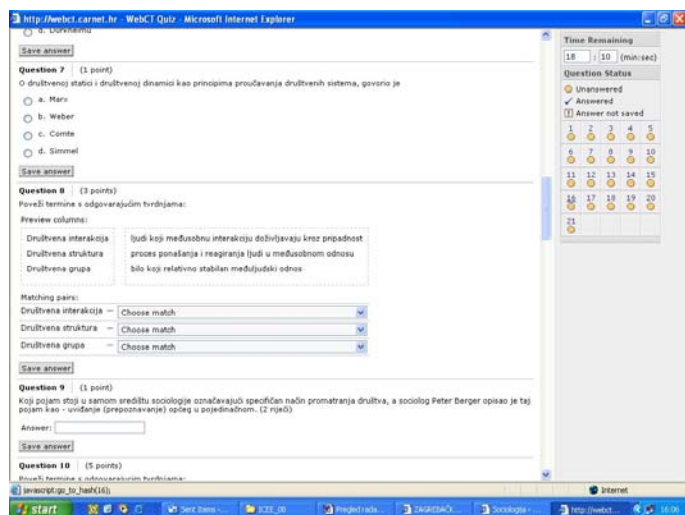 http://webct.carnet.hr - WebCT Quiz - Microsoft Internet Explorer
d. Durkheimu
Save answer
Question 7 (1 point)
O društvenoj statici i društvenoj dinamici kao principima proučavanja društvenih sistema, govorio je
a. Marx
b. Weber
c. Comte
d. Simmel
Save answer
Question 8 (3 points)
Poveži termine s odgovarajućim tvrdnjama:
Preview columns:
Društvena interakcija ljudi koji međusobnu interakciju doživljavaju kroz pripadnost
Društvena struktura proces ponašanja i reagiranja ljudi u međusobnom odnosu
Društvena grupa bilo koji relativno stabilan međuljudski odnos
Matching pairs:
Društvena interakcija — Choose match
Društvena struktura — Choose match
Društvena grupa — Choose match
Save answer
Question 9 (1 point)
Koji pojam stoji u samom središtu sociologije označavajući specifičan način promatranja društva, a sociolog Peter Berger opisao je taj
pojam kao - uviđanje (prepoznavanje) općeg u pojedinačnom. (2 riječi)
Answer:
Save answer
Question 10 (5 points)
Poveži termine s odgovarajućim tvrdnjama:
Time Remaining
18 : 10 (min:sec)
Question Status
Unanswered
Answered
Answer not saved
1 2 3 4 5
6 7 8 9 10
11 12 13 14 15
16 17 18 19 20
21
javascript:go_to_hash(16);
Internet
start
Sent Items -
ICEE_00
Pregled rada...
ZAGREBAČK...
Sociologija -...
http://webct...
16:06